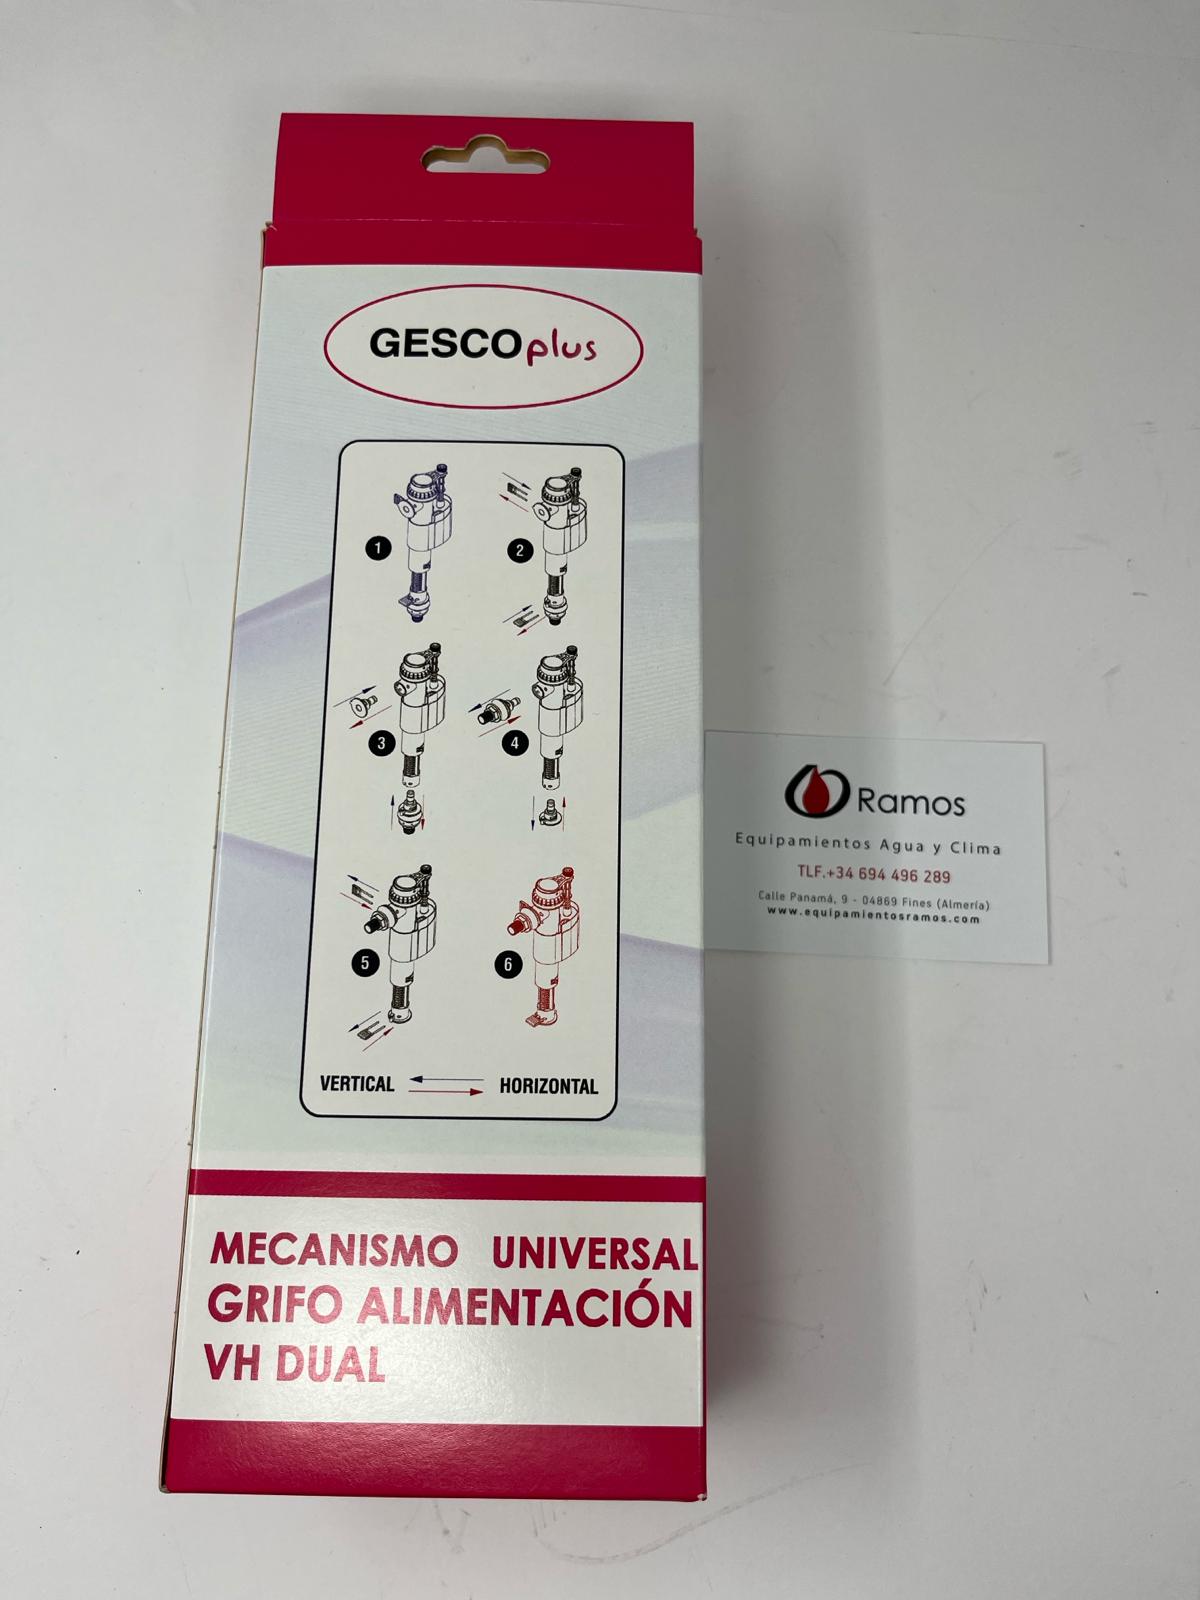 GESCOplus
1
2
3
4
5
6
VERTICAL
HORIZONTAL
MECANISMO UNIVERSAL
GRIFO ALIMENTACIÓN
VH DUAL
Ramos
Equipamientos Agua y Clima
TLF.+34 694 496 289
Calle Panamá, 9 - 04869 Fines (Almería)
www.equipamientosramos.com